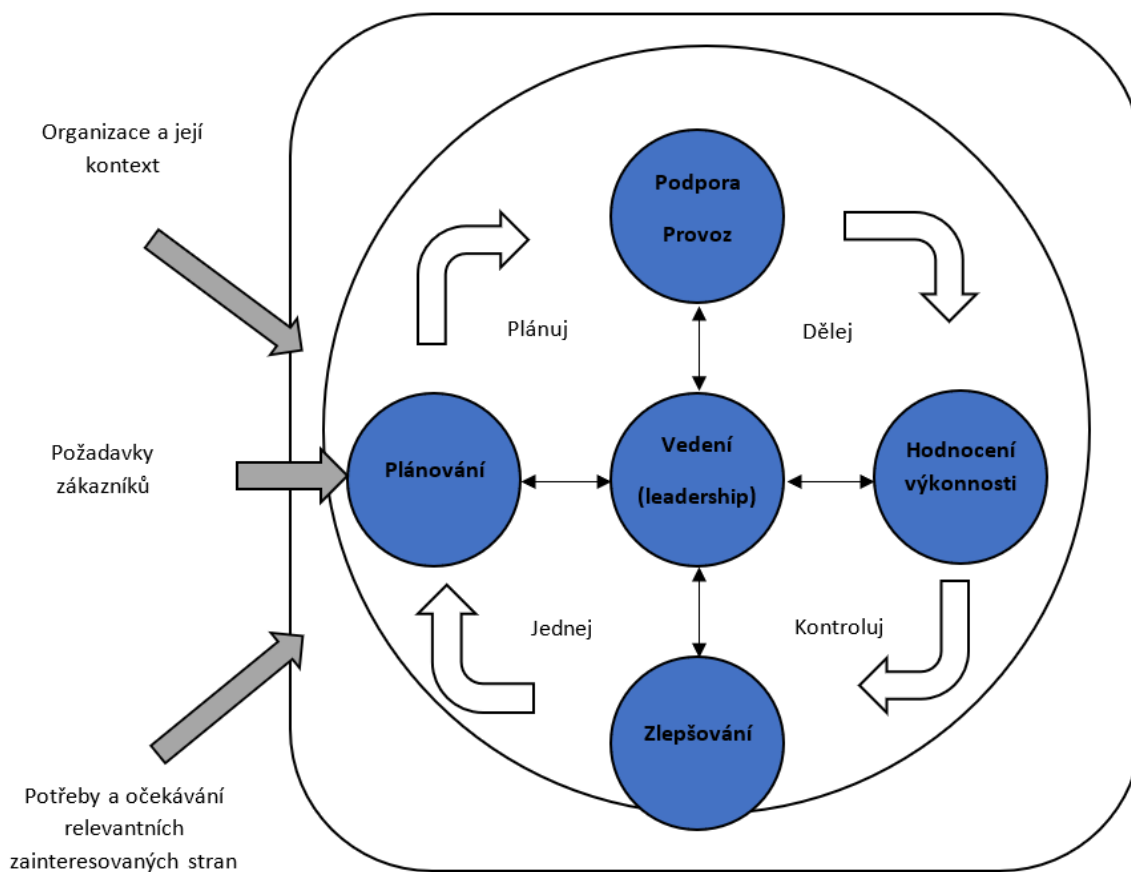 Organizace a její
kontext
Podpora
Provoz
Plánuj
Dělej
Požadavky
zákazníků
Plánování
Vedení
(leadership)
Hodnocení
výkonnosti
Jednej
Kontroluj
Zlepšování
Potřeby a očekávání
relevantních
zainteresovaných stran